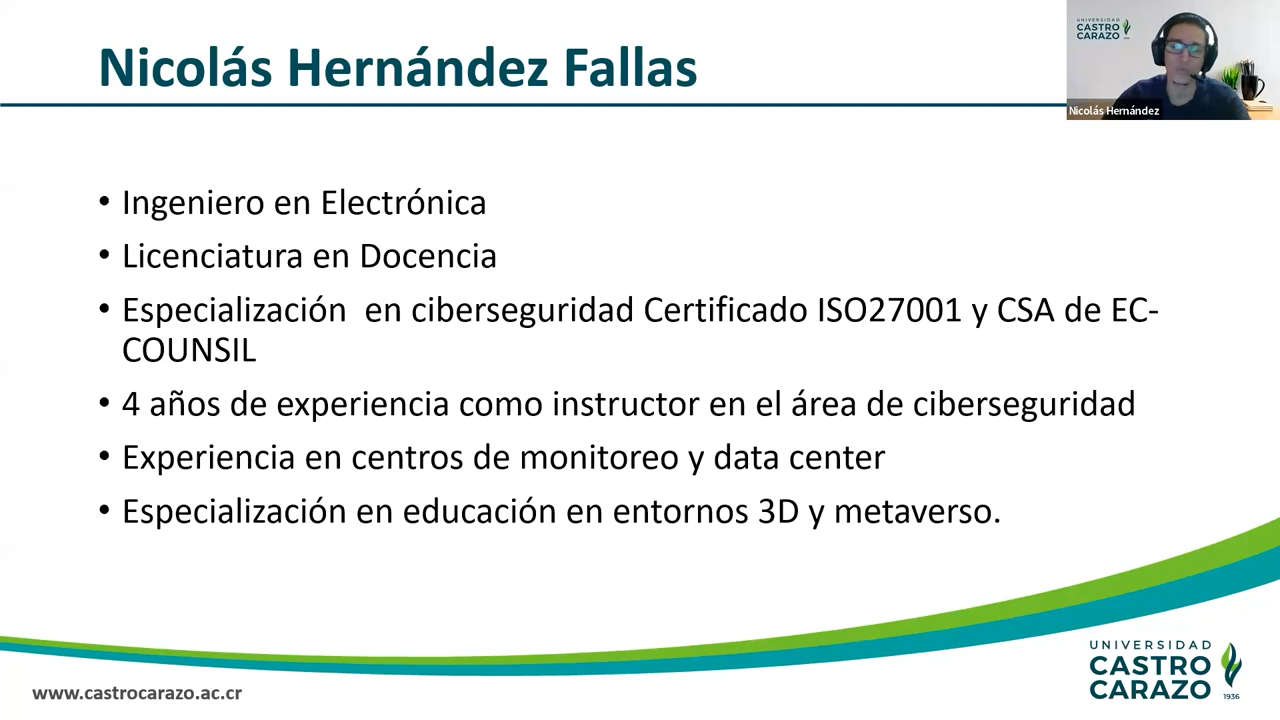 Nicolás Hernández Fallas
UNIVERSIDAD
CASTRO
CARAZO
Nicolás Hernández
• Ingeniero en Electrónica
• Licenciatura en Docencia
• Especialización  en ciberseguridad Certificado ISO27001 y CSA de EC-
COUNSIL
• 4 años de experiencia como instructor en el área de ciberseguridad
• Experiencia en centros de monitoreo y data center
• Especialización en educación en entornos 3D y metaverso.
www.castrocarazo.ac.cr
UNIVERSIDAD
CASTRO
CARAZO
1936